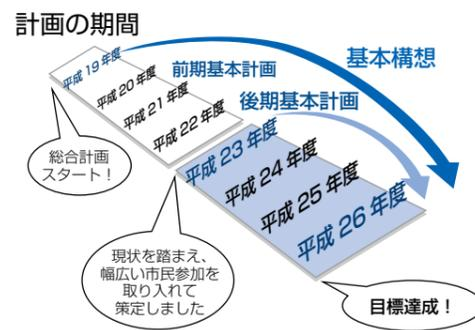 計画の期間
平成19年度
平成20年度
平成21年度
平成22年度
前期基本計画
基本構想
後期基本計画
平成23年度
平成24年度
平成25年度
平成26年度
総合計画
スタート！
現状を踏まえ、
幅広い市民参加を
取り入れて
策定しました
目標達成！